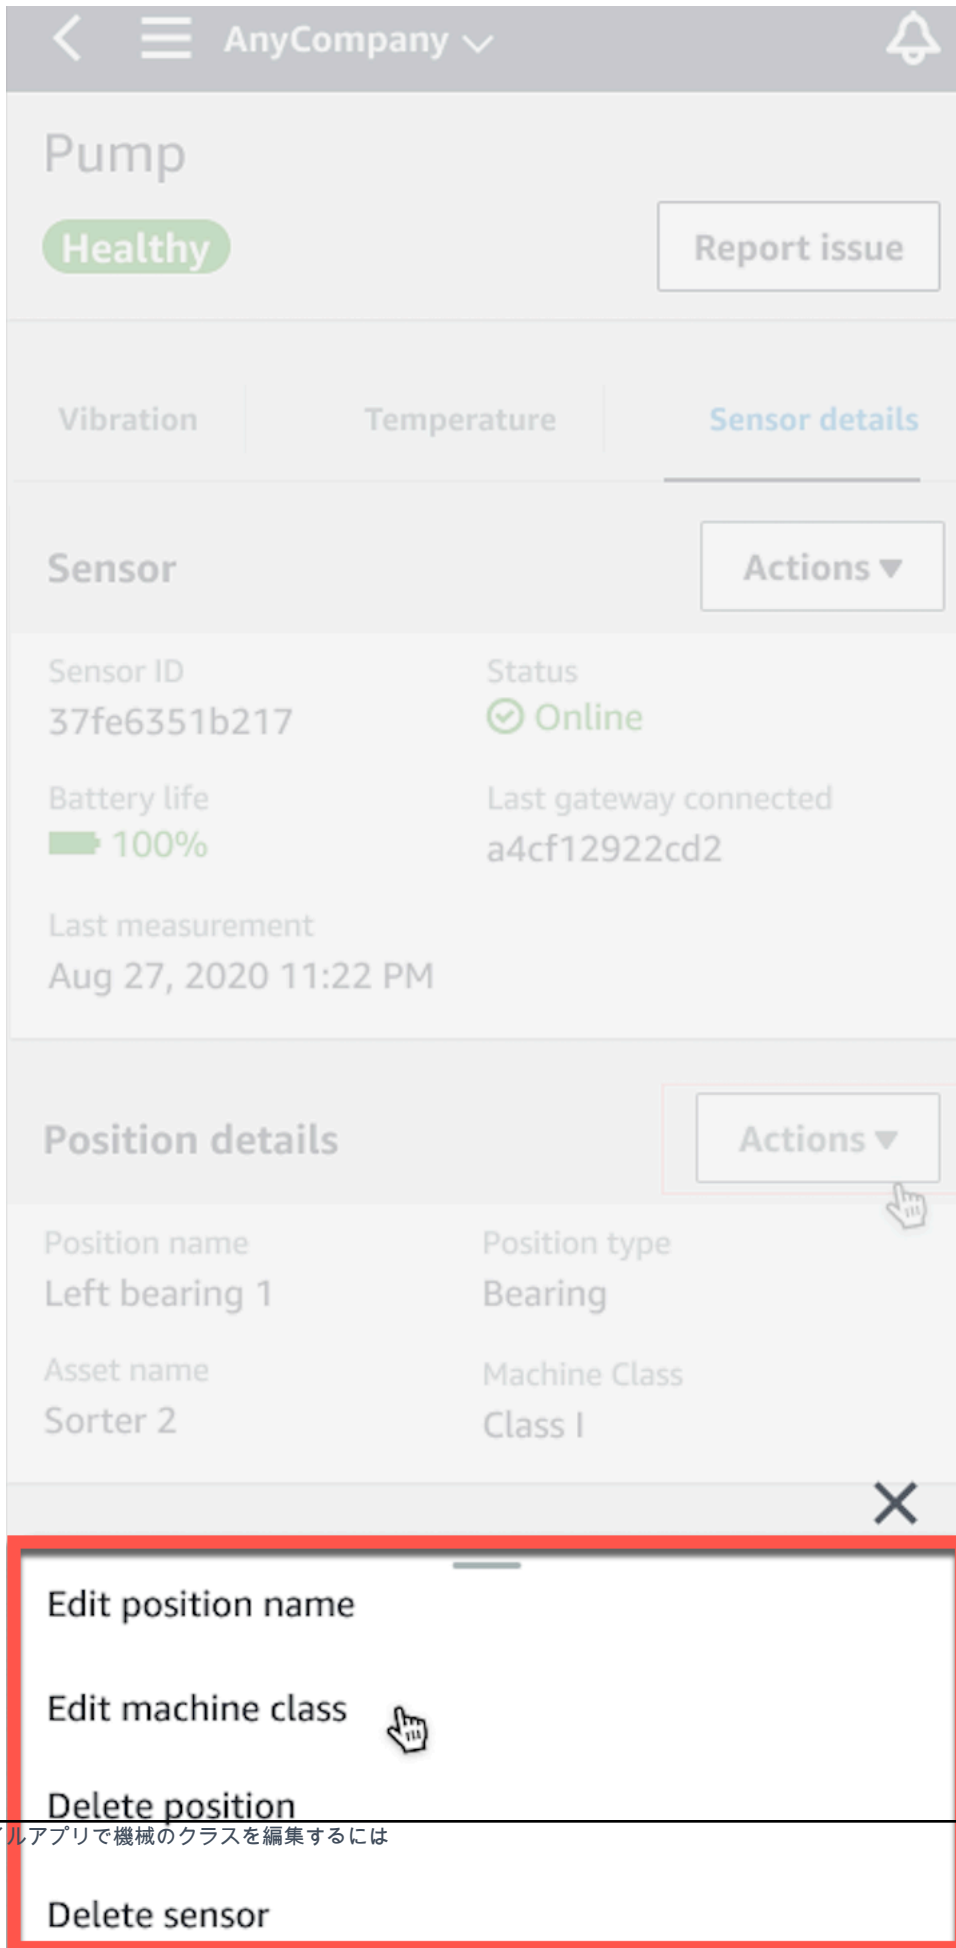 AnyCompany
Pump
Healthy
Report issue
Vibration
Temperature
Sensor details
Sensor
Actions
Sensor ID
Status
37fe6351b217
Online
Battery life
Last gateway connected
100%
a4cf12922cd2
Last measurement
Aug 27, 2020 11:22 PM
Position details
Actions
Position name
Position type
Left bearing 1
Bearing
Asset name
Machine Class
Sorter 2
Class I
Edit position name
Edit machine class
Delete position
ルアプリで機械のクラスを編集するには
Delete sensor